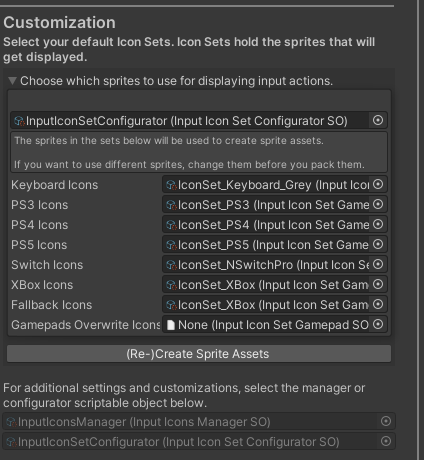 Customization
Select your default Icon Sets. Icon Sets hold the sprites that will
get displayed.
Choose which sprites to use for displaying input actions.
InputIconSetConfigurator (Input Icon Set Configurator SO)
The sprites in the sets below will be used to create sprite assets.
If you want to use different sprites, change them before you pack them.
Keyboard Icons IconSet_Keyboard_Grey (Input Icon
PS3 Icons IconSet_PS3 (Input Icon Set Game
PS4 Icons IconSet_PS4 (Input Icon Set Game
PS5 Icons IconSet_PS5 (Input Icon Set Game
Switch Icons IconSet_NSwitchPro (Input Icon Se
XBox Icons IconSet_XBox (Input Icon Set Gam
Fallback Icons IconSet_XBox (Input Icon Set Gam
Gamepads Overwrite Icons None (Input Icon Set Gamepad SO
(Re-)Create Sprite Assets
For additional settings and customizations, select the manager or
configurator scriptable object below.
InputIconsManager (Input Icons Manager SO)
InputIconSetConfigurator (Input Icon Set Configurator SO)